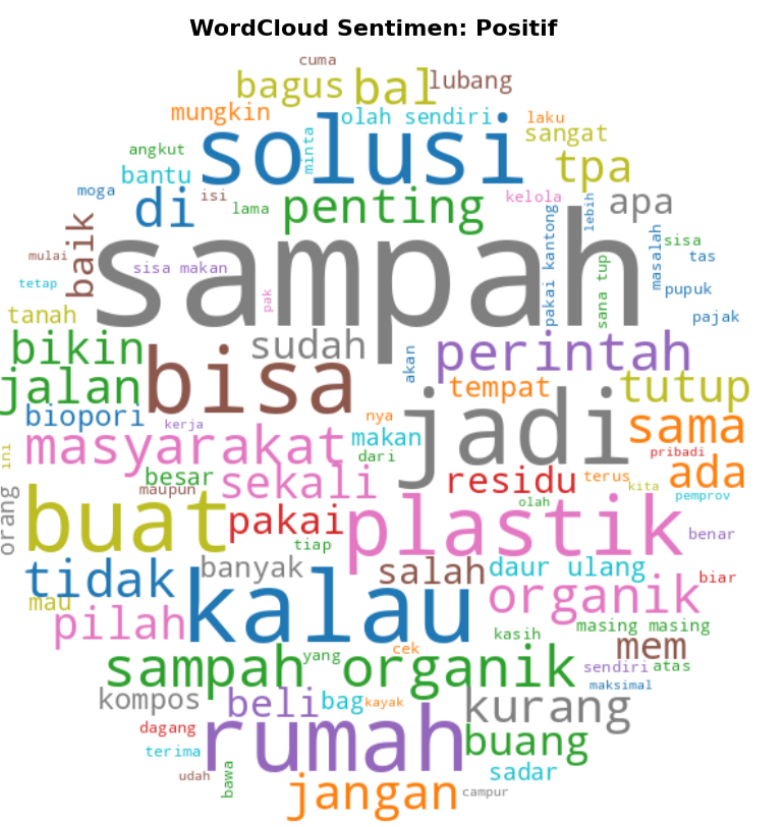 WordCloud Sentimen: Positif
cuma
bagus bal lubang
mungkin olah sendiri laku
solusi minta sangat
angkut tpa
bantu
moga isi kelola lebih apa
di lama penting
baik sampah pakai kantong masalah sisa
mulai sisa makan sana tup tas
tetap pak pupuk
tanah pajak
bikin sudah perintah
jalan bisa akan tempat tutup
biopori jadi
kerja nya sama
masyarakat makan pribadi
ini dari
besar sekali residu terus ada
maupun kita
orang buat olah pemprov
pakai plastik benar
tiap
tidak banyak salah daur ulang
mau kalau organik biar
pilah kasih masing masing
cek mem
sampah organik yang sendiri atas
maksimal
kompos beli bag kayak kurang
dagang rumah buang
terima
udah bawa sadar
jangan campur